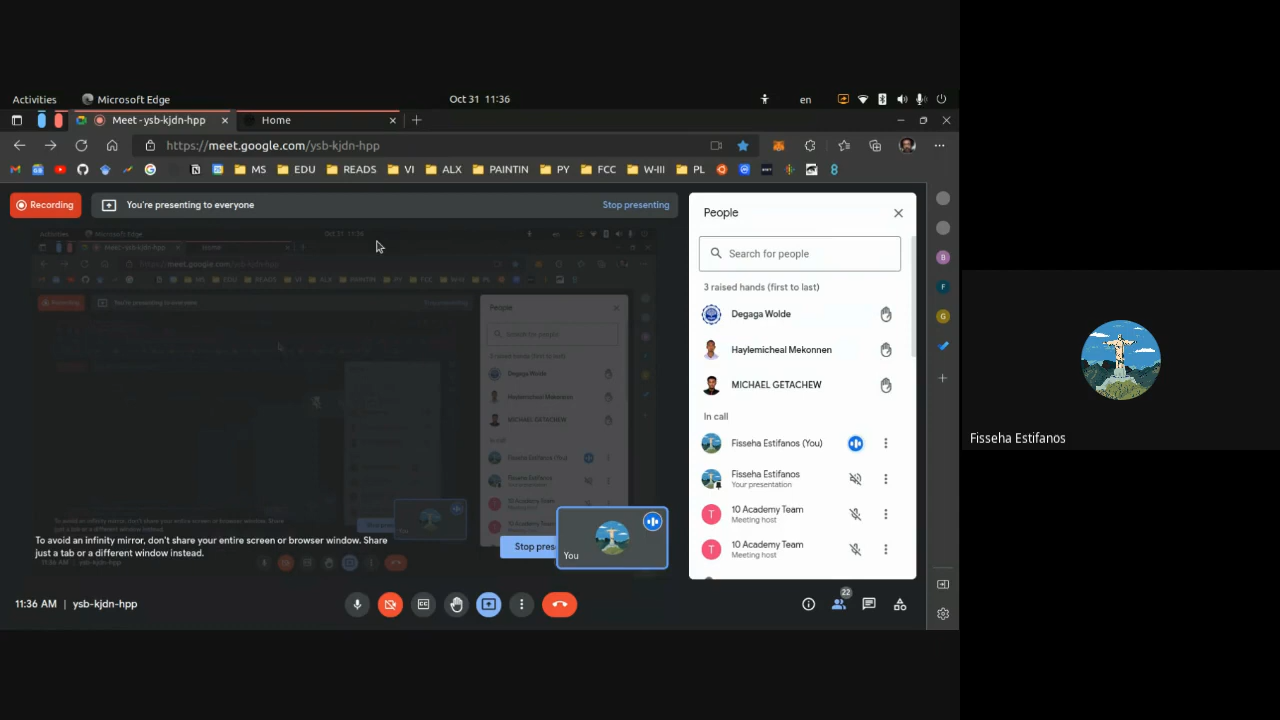 Activities
Microsoft Edge
Oct 31 11:36
en
Meet - ysb-kjdn-hpp
Home
https://meet.google.com/ysb-kjdn-hpp
MS
EDU
READS
VI
ALX
PAINTIN
PY
FCC
W-III
PL
Recording
You're presenting to everyone
Stop presenting
People
Search for people
3 raised hands (first to last)
Degaga Wolde
Haylemicheal Mekonnen
MICHAEL GETACHEW
In call
Fisseha Estifanos (You)
Fisseha Estifanos
Your presentation
10 Academy Team
Meeting host
10 Academy Team
Meeting host
To avoid an infinity mirror, don't share your entire screen or browser window. Share
just a tab or a different window instead.
Stop pres
You
11:36 AM | ysb-kjdn-hpp
22
Fisseha Estifanos